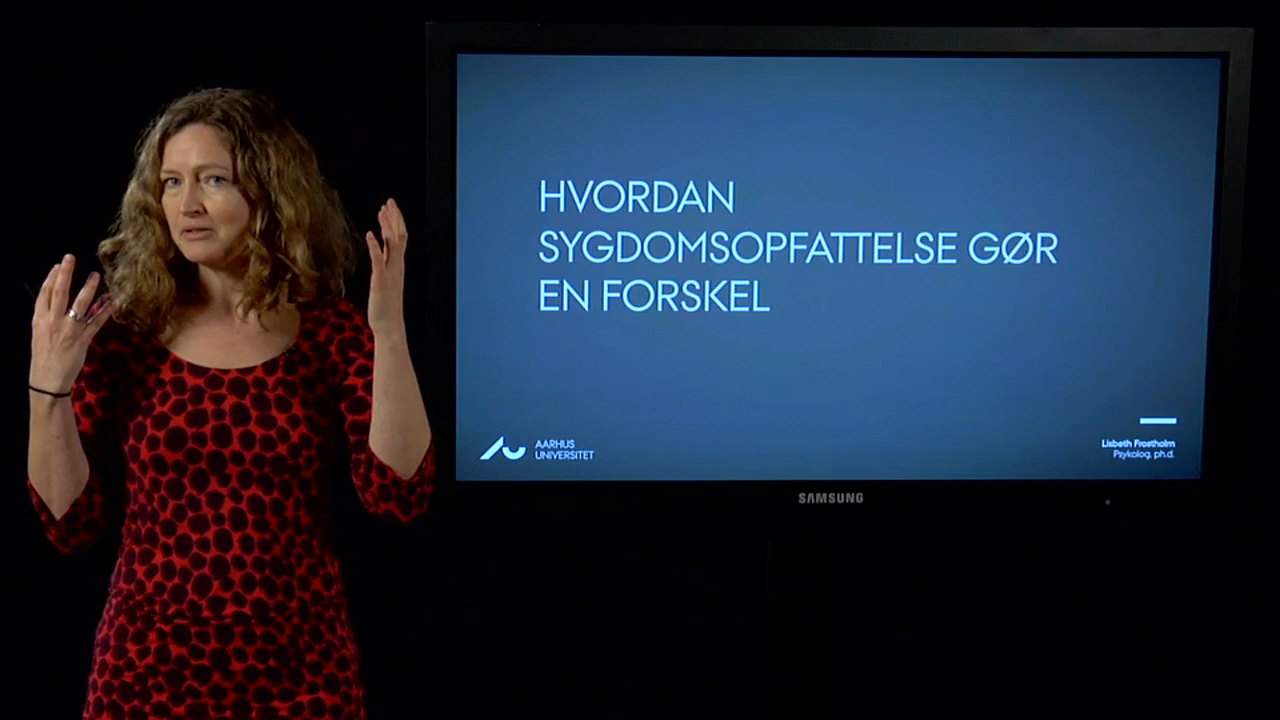 HVORDAN
SYGDOMSOPFATTELSE GØR
EN FORSKEL
AARHUS
UNIVERSITET
Lisbeth Frostholm
Psykolog, ph.d.
SAMSUNG